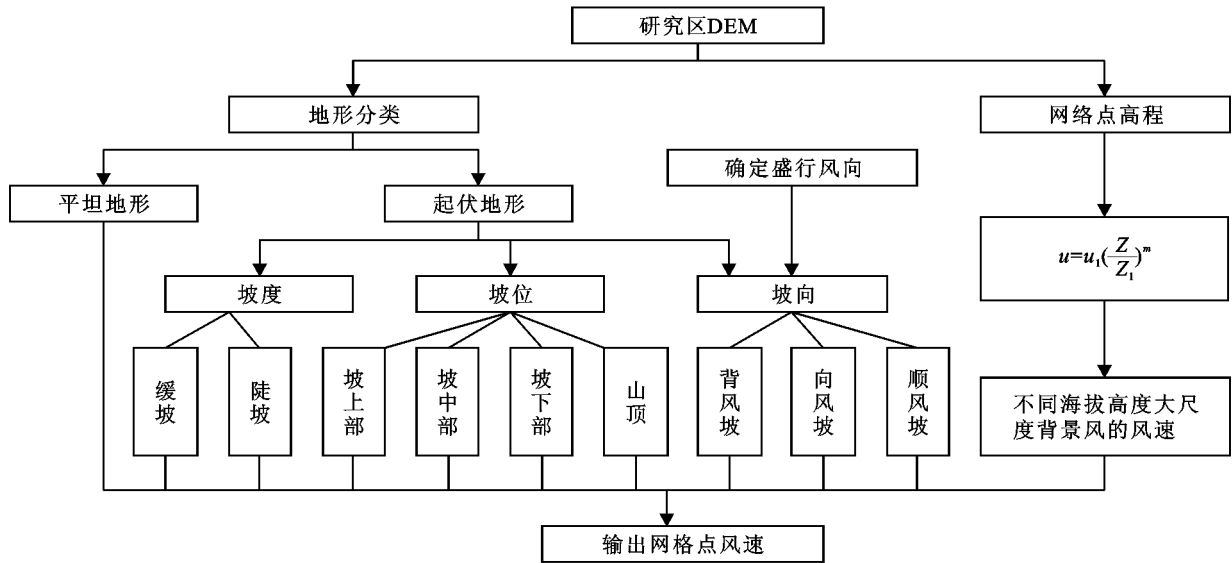 研究区DEM
地形分类
网络点高程
确定盛行风向
平坦地形
起伏地形
u=u₁(Z/Z₁)ᵐ
坡度
坡位
坡向
缓坡
陡坡
坡上部
坡中部
坡下部
山顶
背风坡
向风坡
顺风坡
不同海拔高度大尺
度背景风的风速
输出网格点风速